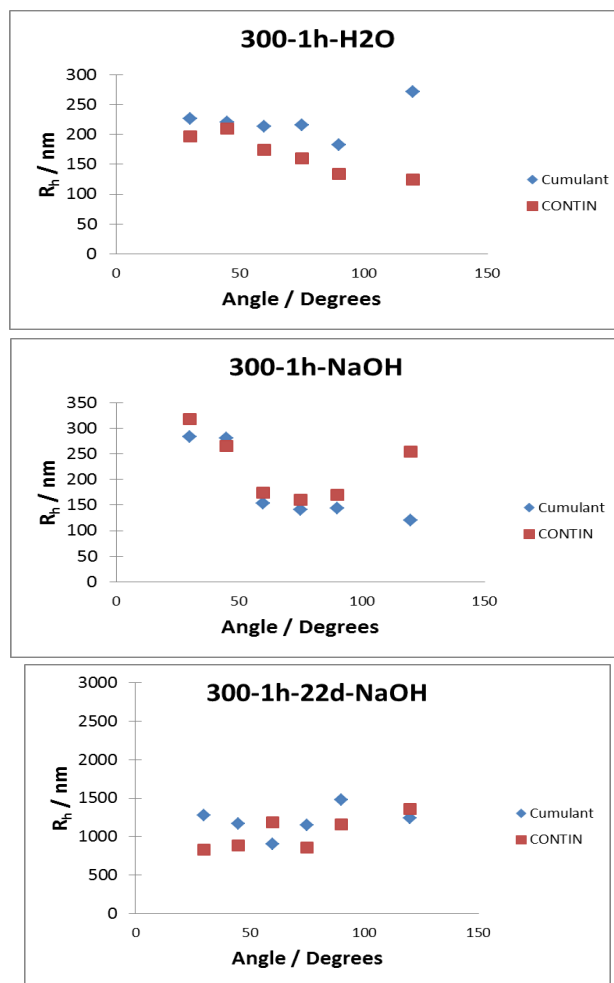 300-1h-H2O
300
250
200
150
100
50
0
Rh / nm
0 50 100 150
Angle / Degrees
Cumulant
CONTIN
300-1h-NaOH
350
300
250
200
150
100
50
0
Rh / nm
0 50 100 150
Angle / Degrees
Cumulant
CONTIN
300-1h-22d-NaOH
3000
2500
2000
1500
1000
500
0
Rh / nm
0 50 100 150
Angle / Degrees
Cumulant
CONTIN